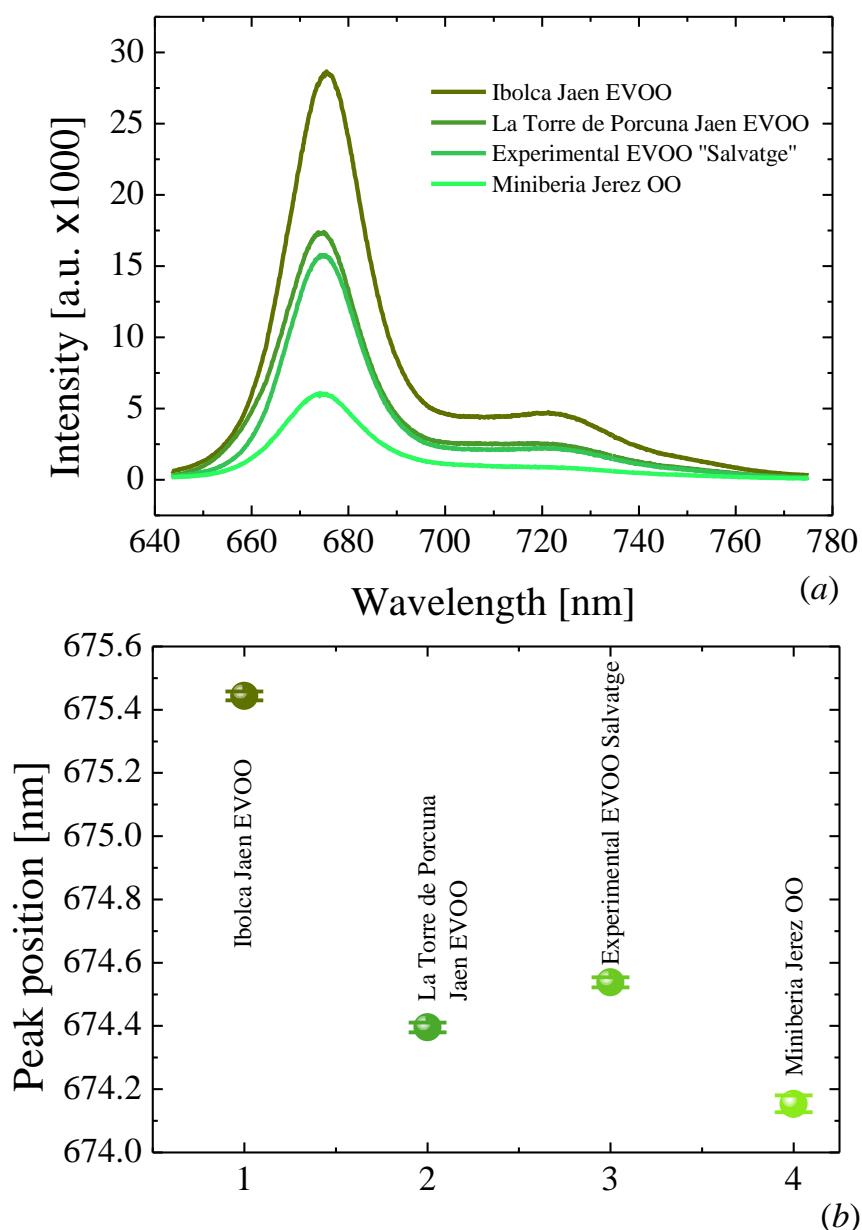 30
25
20
15
10
5
0
Intensity [a.u. x1000]
Ibolca Jaen EVOO
La Torre de Porcuna Jaen EVOO
Experimental EVOO "Salvatge"
Miniberia Jerez OO
640 660 680 700 720 740 760 780
Wavelength [nm]
(a)
675.6
675.4
675.2
675.0
674.8
674.6
674.4
674.2
674.0
Peak position [nm]
Ibolca Jaen EVOO
La Torre de Porcuna
Jaen EVOO
Experimental EVOO Salvatge
Miniberia Jerez OO
1 2 3 4
(b)